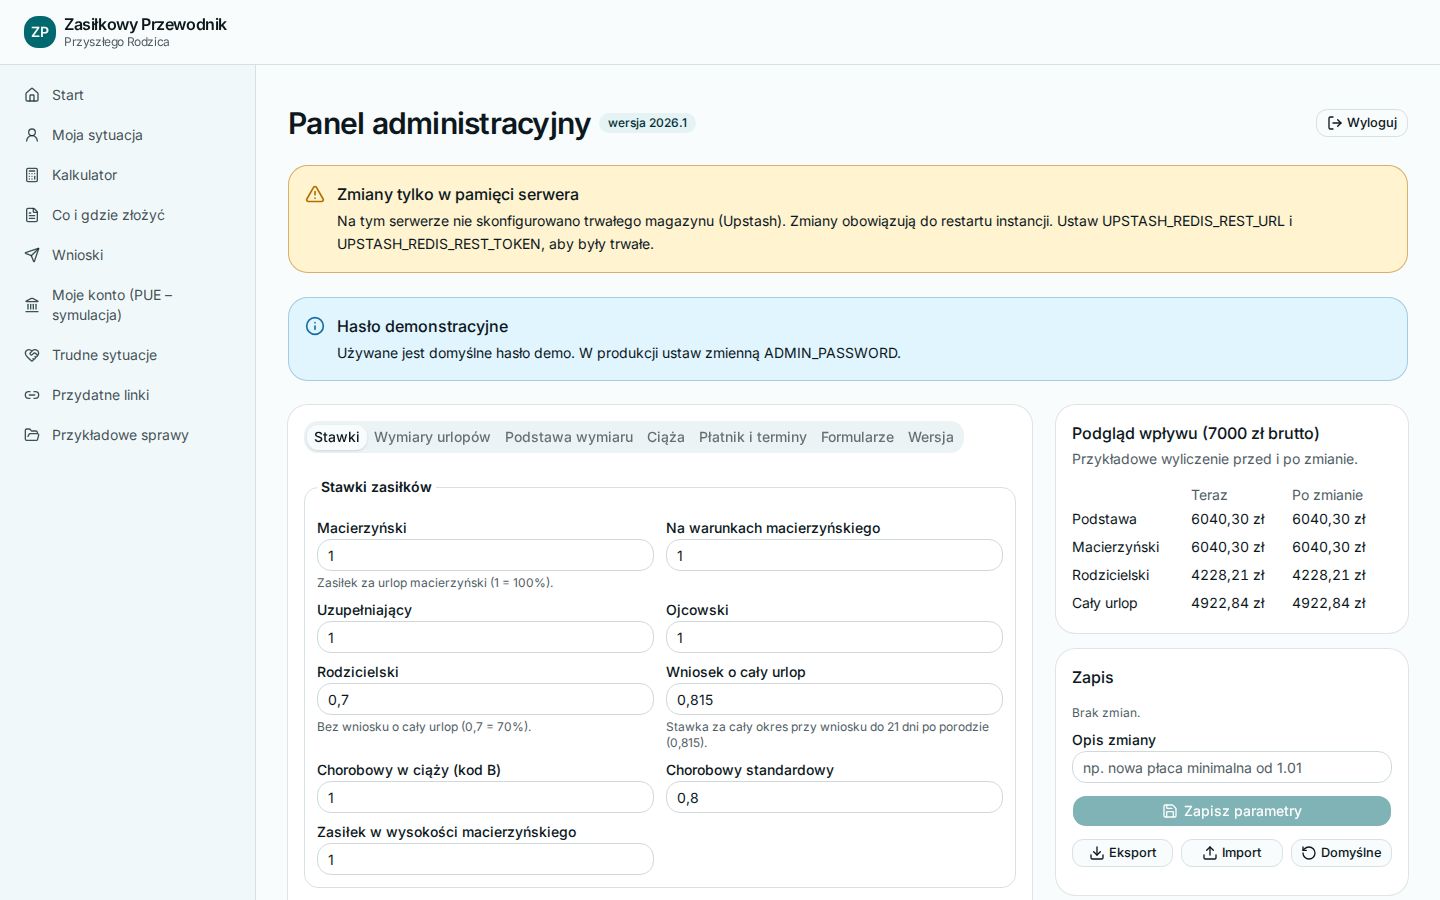 ZP
Zasiłkowy Przewodnik
Przyszłego Rodzica
Start
Moja sytuacja
Kalkulator
Co i gdzie złożyć
Wnioski
Moje konto (PUE –
symulacja)
Trudne sytuacje
Przydatne linki
Przykładowe sprawy
Panel administracyjny
wersja 2026.1
Wyloguj
Zmiany tylko w pamięci serwera
Na tym serwerze nie skonfigurowano trwałego magazynu (Upstash). Zmiany obowiązują do restartu instancji. Ustaw UPSTASH_REDIS_REST_URL i
UPSTASH_REDIS_REST_TOKEN, aby były trwałe.
Hasło demonstracyjne
Używane jest domyślne hasło demo. W produkcji ustaw zmienną ADMIN_PASSWORD.
Stawki Wymiary urlopów Podstawa wymiaru Ciąża Płatnik i terminy Formularze Wersja
Stawki zasiłków
Macierzyński
1
Zasiłek za urlop macierzyński (1 = 100%).
Na warunkach macierzyńskiego
1
Uzupełniający
1
Ojcowski
1
Rodzicielski
0,7
Bez wniosku o cały urlop (0,7 = 70%).
Wniosek o cały urlop
0,815
Stawka za cały okres przy wniosku do 21 dni po porodzie
(0,815).
Chorobowy w ciąży (kod B)
1
Chorobowy standardowy
0,8
Zasiłek w wysokości macierzyńskiego
1
Podgląd wpływu (7000 zł brutto)
Przykładowe wyliczenie przed i po zmianie.
Teraz Po zmianie
Podstawa 6040,30 zł 6040,30 zł
Macierzyński 6040,30 zł 6040,30 zł
Rodzicielski 4228,21 zł 4228,21 zł
Cały urlop 4922,84 zł 4922,84 zł
Zapis
Brak zmian.
Opis zmiany
np. nowa płaca minimalna od 1.01
Zapisz parametry
Eksport Import Domyślne